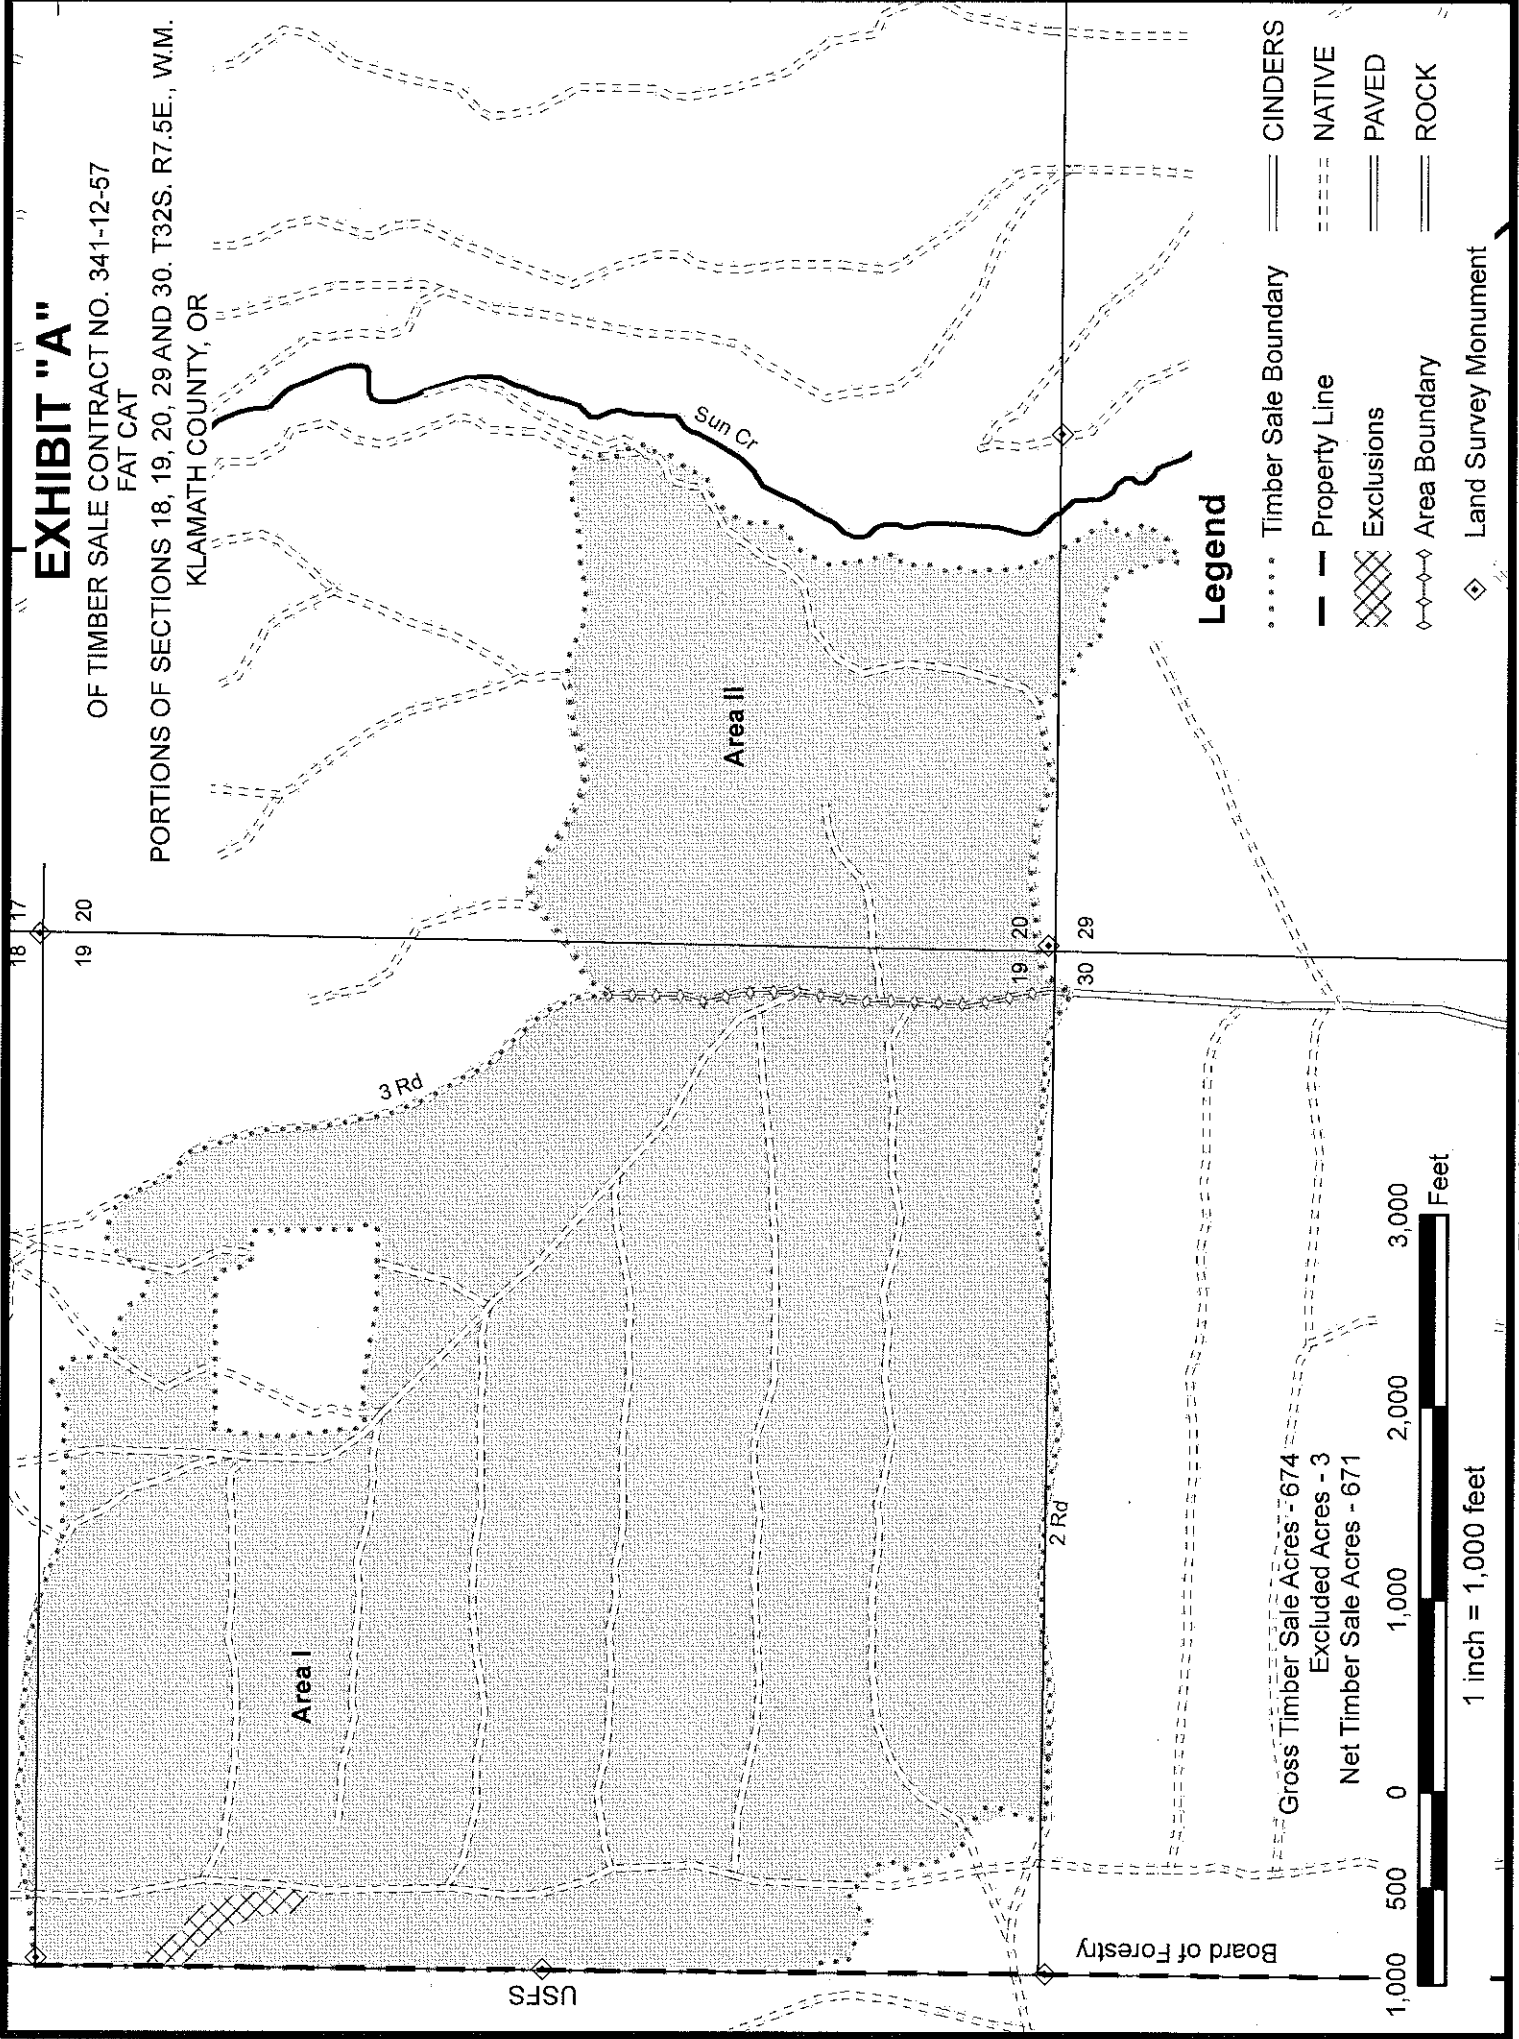 EXHIBIT "A"
OF TIMBER SALE CONTRACT NO. 341-12-57
FAT CAT
PORTIONS OF SECTIONS 18, 19, 20, 29 AND 30. T32S. R7.5E., W.M.
KLAMATH COUNTY, OR
18 17
19 20
3 Rd
Sun Cr
Area I
Area II
19 20
30 29
2 Rd
USFS
Board of Forestry
Legend
Timber Sale Boundary
Property Line
Exclusions
Area Boundary
Land Survey Monument
CINDERS
NATIVE
PAVED
ROCK
Gross Timber Sale Acres - 674
Excluded Acres - 3
Net Timber Sale Acres - 671
1,000 500 0 1,000 2,000 3,000
Feet
1 inch = 1,000 feet